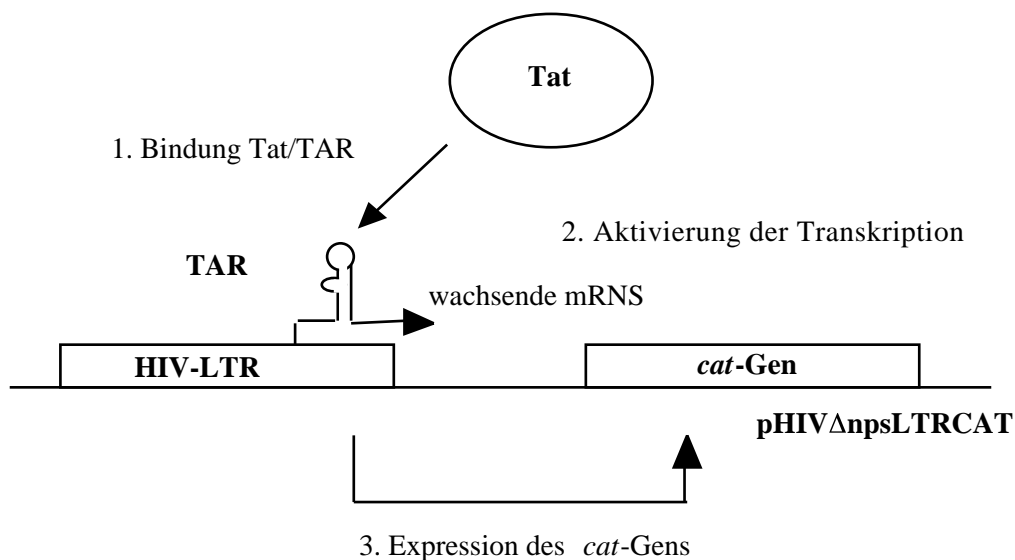 Tat
1. Bindung Tat/TAR
2. Aktivierung der Transkription
TAR
wachsende mRNS
HIV-LTR
cat-Gen
pHIVΔnpsLTRCAT
3. Expression des cat-Gens